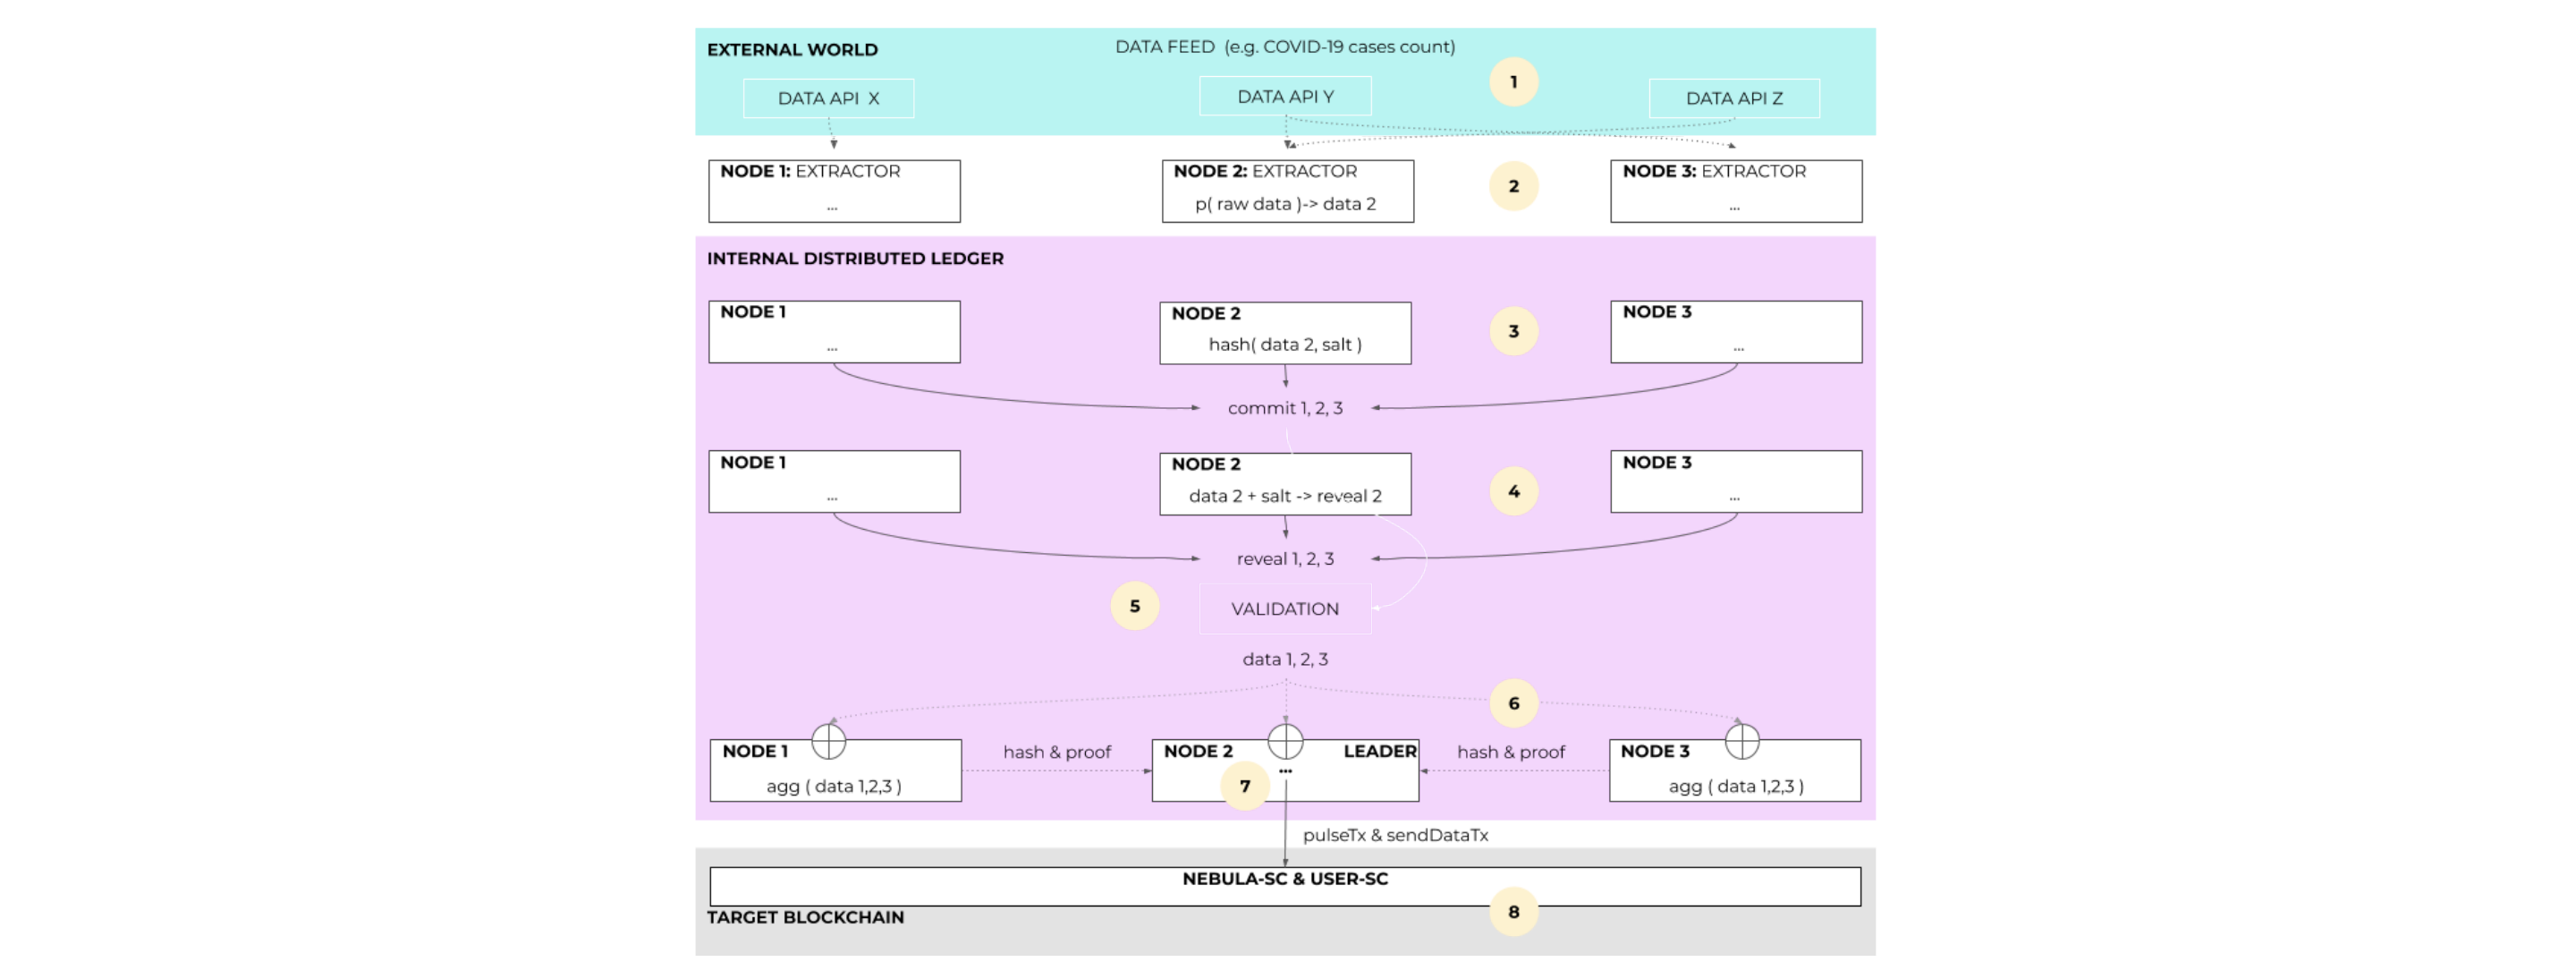 EXTERNAL WORLD
DATA FEED (e.g. COVID-19 cases count)
1
DATA API X
DATA API Y
DATA API Z
NODE 1: EXTRACTOR
...
NODE 2: EXTRACTOR
p( raw data )-> data 2
2
NODE 3: EXTRACTOR
...
INTERNAL DISTRIBUTED LEDGER
NODE 1
...
NODE 2
hash( data 2, salt )
3
NODE 3
...
commit 1, 2, 3
NODE 1
...
NODE 2
data 2 + salt -> reveal 2
4
NODE 3
...
reveal 1, 2, 3
5
VALIDATION
data 1, 2, 3
6
NODE 1
agg ( data 1,2,3 )
hash & proof
NODE 2
LEADER
...
7
hash & proof
NODE 3
agg ( data 1,2,3 )
pulseTx & sendDataTx
NEBULA-SC & USER-SC
TARGET BLOCKCHAIN
8